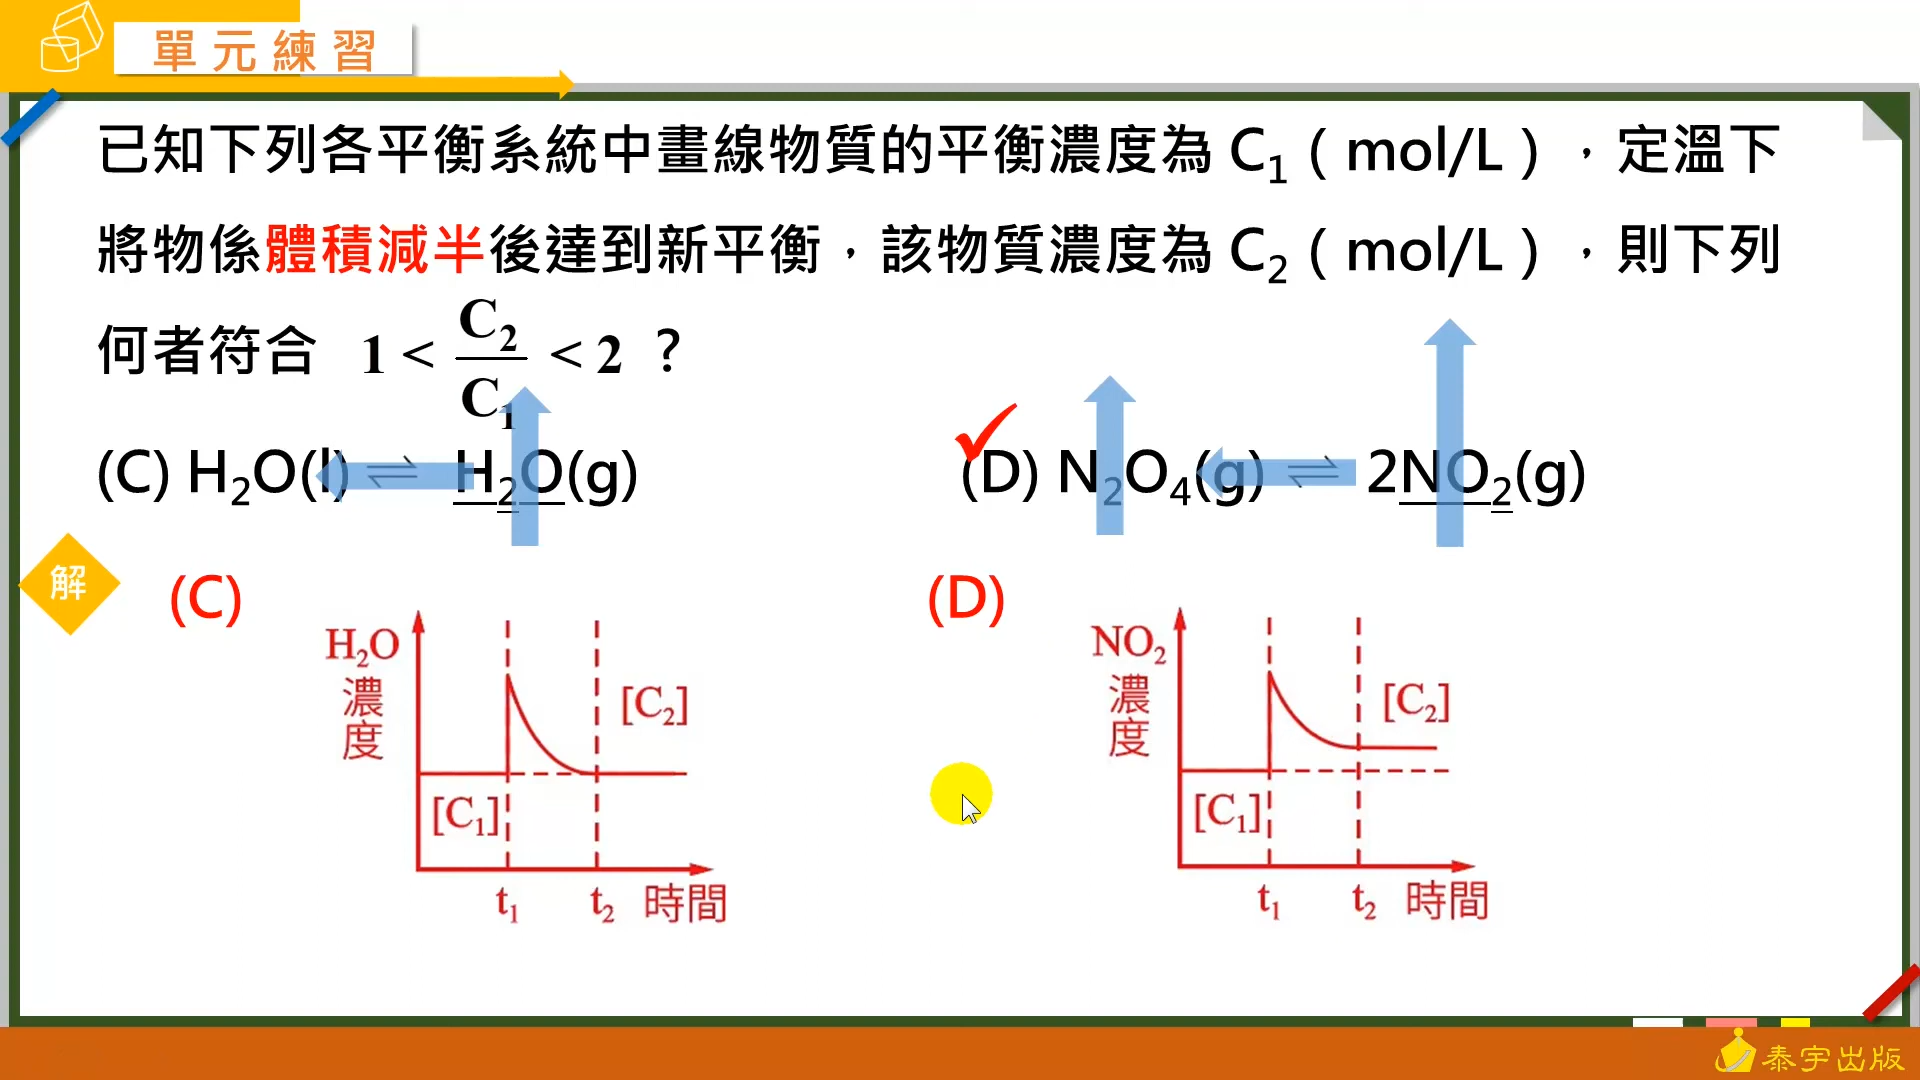 單元練習
已知下列各平衡系統中畫線物質的平衡濃度為 C₁（mol/L），定溫下
將物係體積減半後達到新平衡，該物質濃度為 C₂（mol/L），則下列
何者符合 1 < C₂/C₁ < 2 ？
(C) H₂O(l) ⇌ H₂O(g) (D) N₂O₄(g) ⇌ 2NO₂(g)
解 (C) (D)
H₂O 濃度 [C₂] [C₁] t₁ t₂ 時間
NO₂ 濃度 [C₂] [C₁] t₁ t₂ 時間
泰宇出版